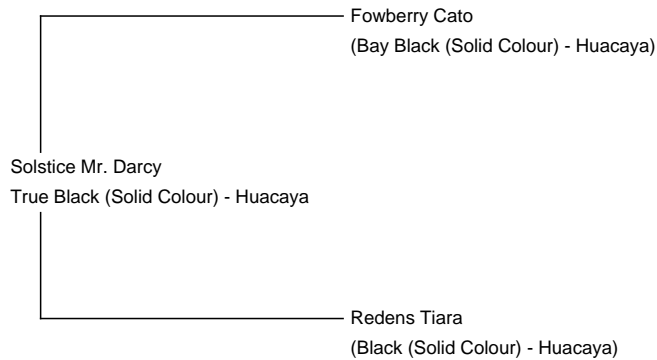 Fowberry Cato
(Bay Black (Solid Colour) - Huacaya)
Solstice Mr. Darcy
True Black (Solid Colour) - Huacaya
Redens Tiara
(Black (Solid Colour) - Huacaya)